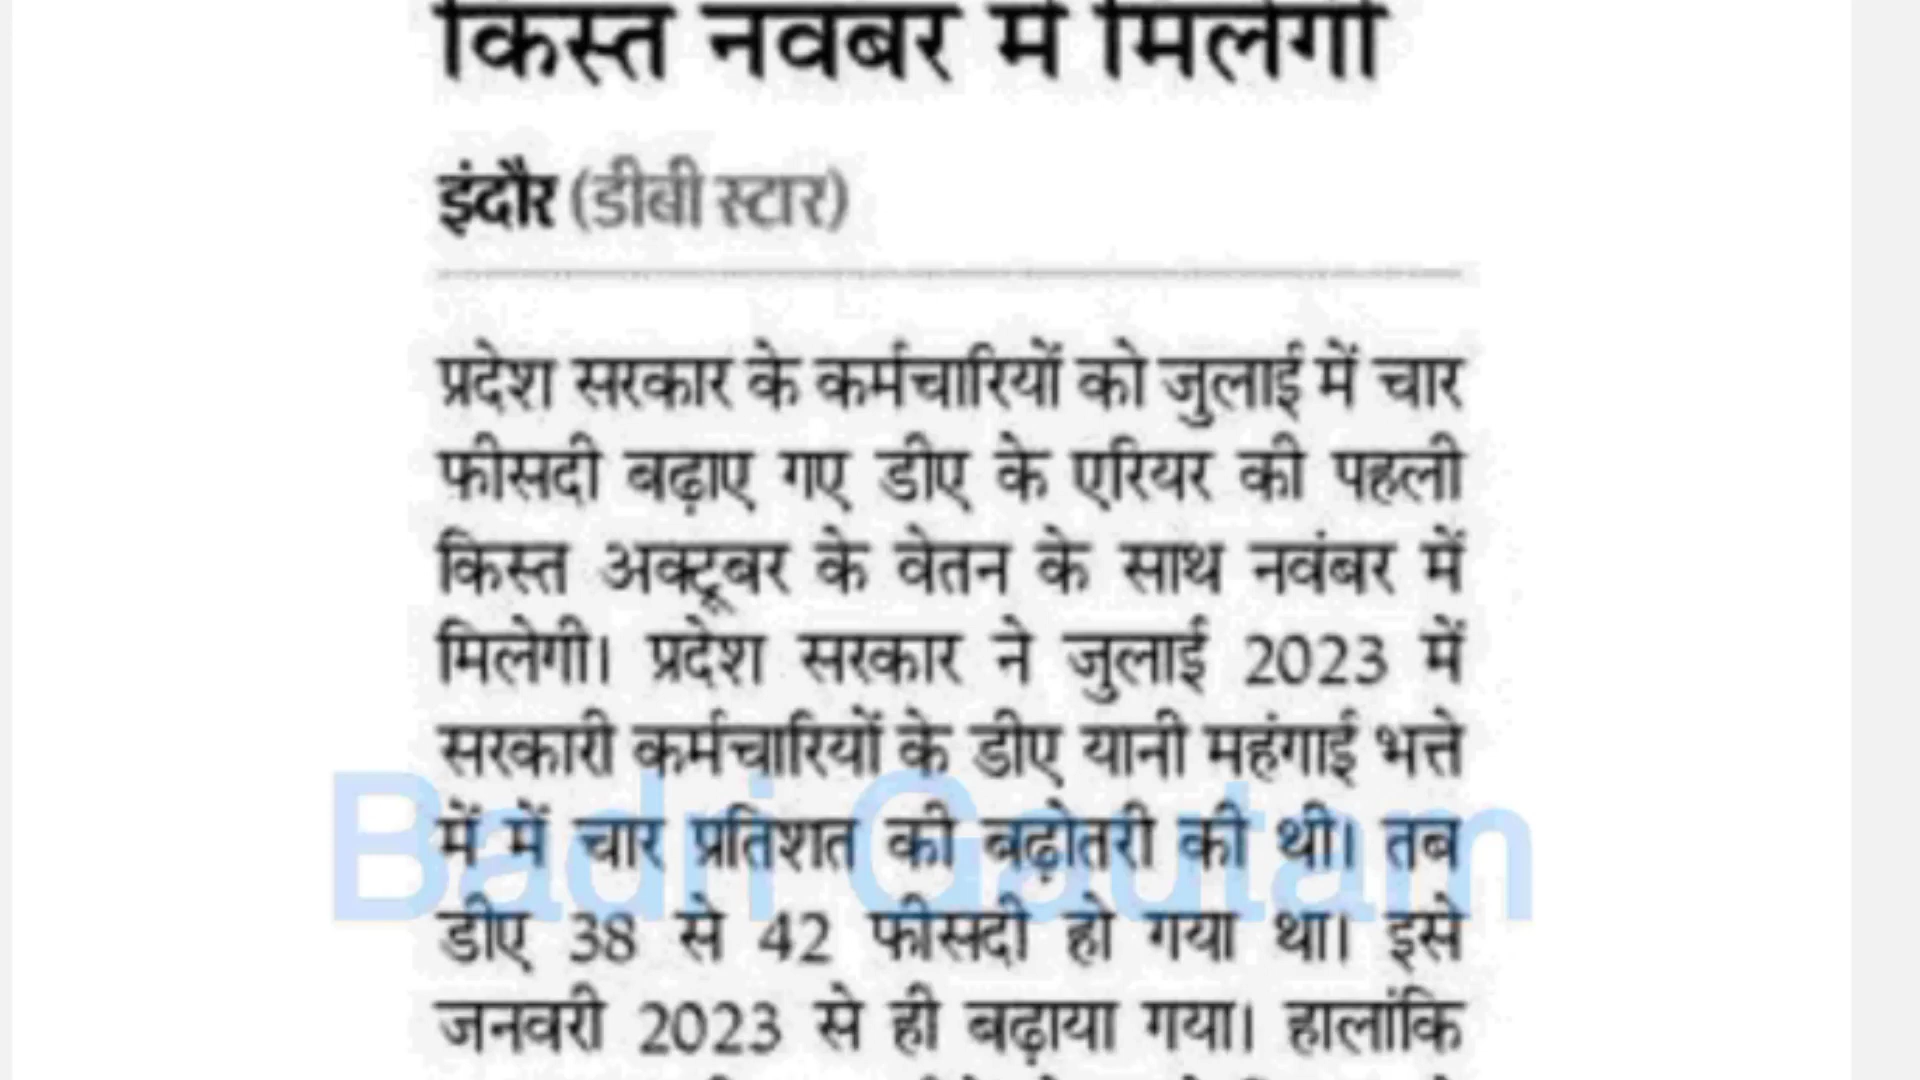 किस्त नवंबर में मिलेगी
इंदौर (डीबी स्टार)
प्रदेश सरकार के कर्मचारियों को जुलाई में चार
फीसदी बढ़ाए गए डीए के एरियर की पहली
किस्त अक्टूबर के वेतन के साथ नवंबर में
मिलेगी। प्रदेश सरकार ने जुलाई 2023 में
सरकारी कर्मचारियों के डीए यानी महंगाई भत्ते
में में चार प्रतिशत की बढ़ोतरी की थी। तब
Badri Gautam
डीए 38 से 42 फीसदी हो गया था। इसे
जनवरी 2023 से ही बढ़ाया गया। हालांकि